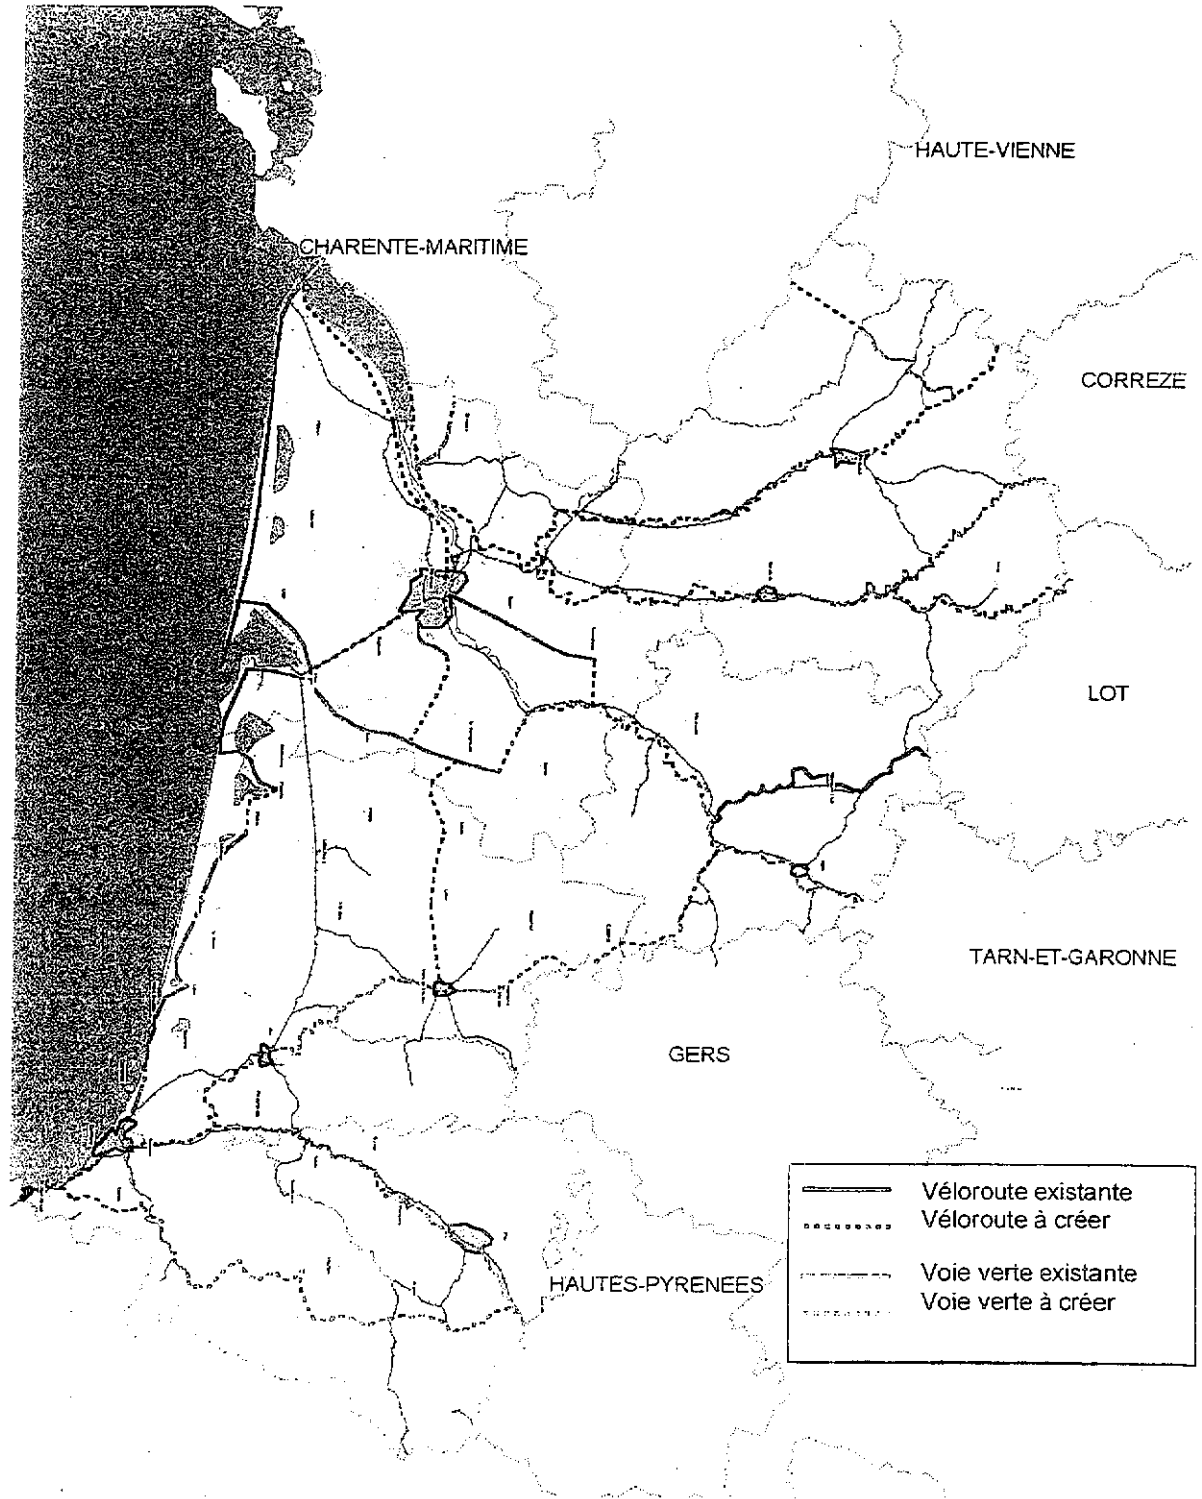 HAUTE-VIENNE
CHARENTE-MARITIME
CORREZE
LOT
TARN-ET-GARONNE
GERS
HAUTES-PYRENEES
Véloroute existante
Véloroute à créer
Voie verte existante
Voie verte à créer